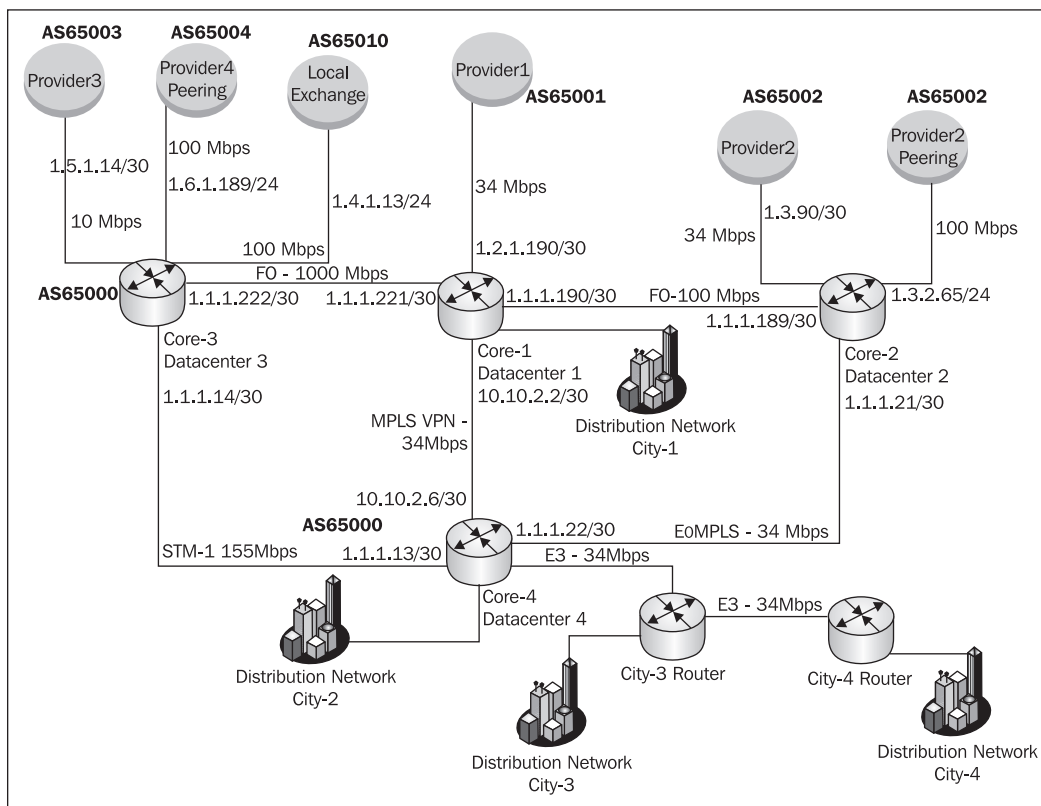 AS65003
AS65004
AS65010
Provider3
Provider4
Peering
Local
Exchange
Provider1
AS65001
AS65002
AS65002
Provider2
Provider2
Peering
100 Mbps
1.5.1.14/30
1.6.1.189/24
1.4.1.13/24
34 Mbps
1.3.90/30
34 Mbps
100 Mbps
10 Mbps
100 Mbps
1.2.1.190/30
FO - 1000 Mbps
AS65000
1.1.1.222/30
1.1.1.221/30
1.1.1.190/30
FO-100 Mbps
1.3.2.65/24
1.1.1.189/30
Core-3
Datacenter 3
1.1.1.14/30
Core-1
Datacenter 1
10.10.2.2/30
Core-2
Datacenter 2
1.1.1.21/30
MPLS VPN -
34Mbps
Distribution Network
City-1
10.10.2.6/30
AS65000
1.1.1.22/30
EoMPLS - 34 Mbps
STM-1 155Mbps
1.1.1.13/30
E3 - 34Mbps
Core-4
Datacenter 4
E3 - 34Mbps
City-3 Router
City-4 Router
Distribution Network
City-2
Distribution Network
City-3
Distribution Network
City-4